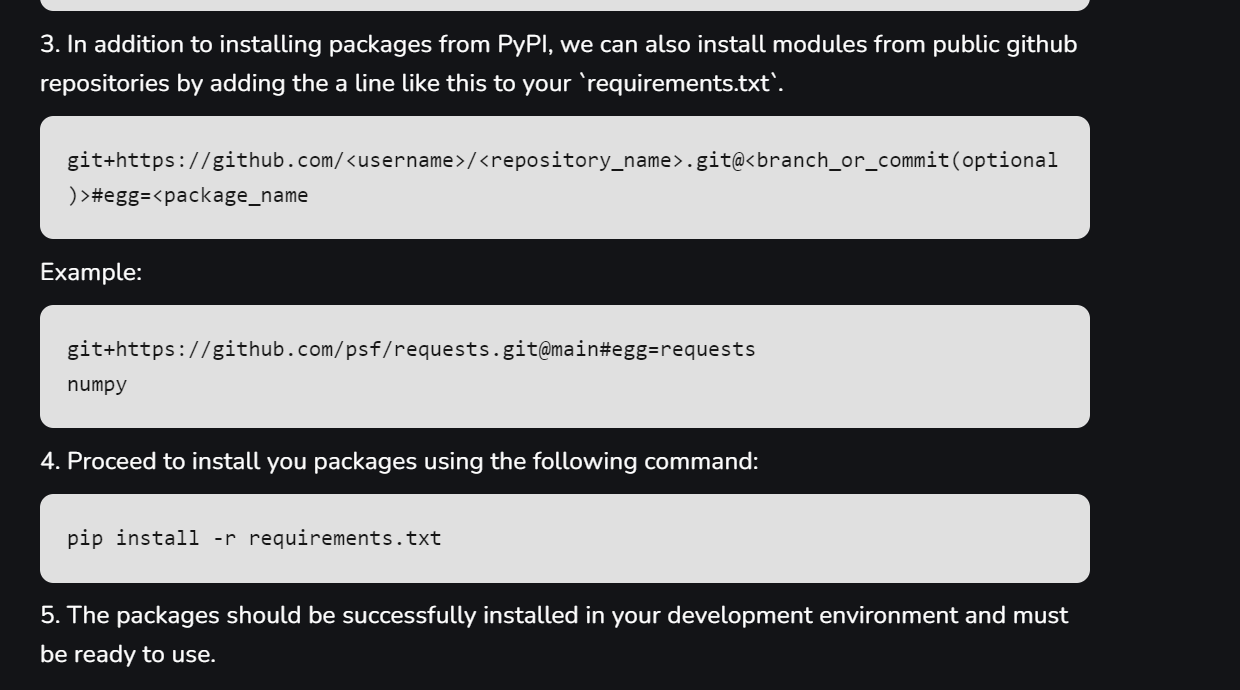 3. In addition to installing packages from PyPI, we can also install modules from public github
repositories by adding the a line like this to your `requirements.txt`.
git+https://github.com/<username>/<repository_name>.git@<branch_or_commit(optional
)>#egg=<package_name
Example:
git+https://github.com/psf/requests.git@main#egg=requests
numpy
4. Proceed to install you packages using the following command:
pip install -r requirements.txt
5. The packages should be successfully installed in your development environment and must
be ready to use.